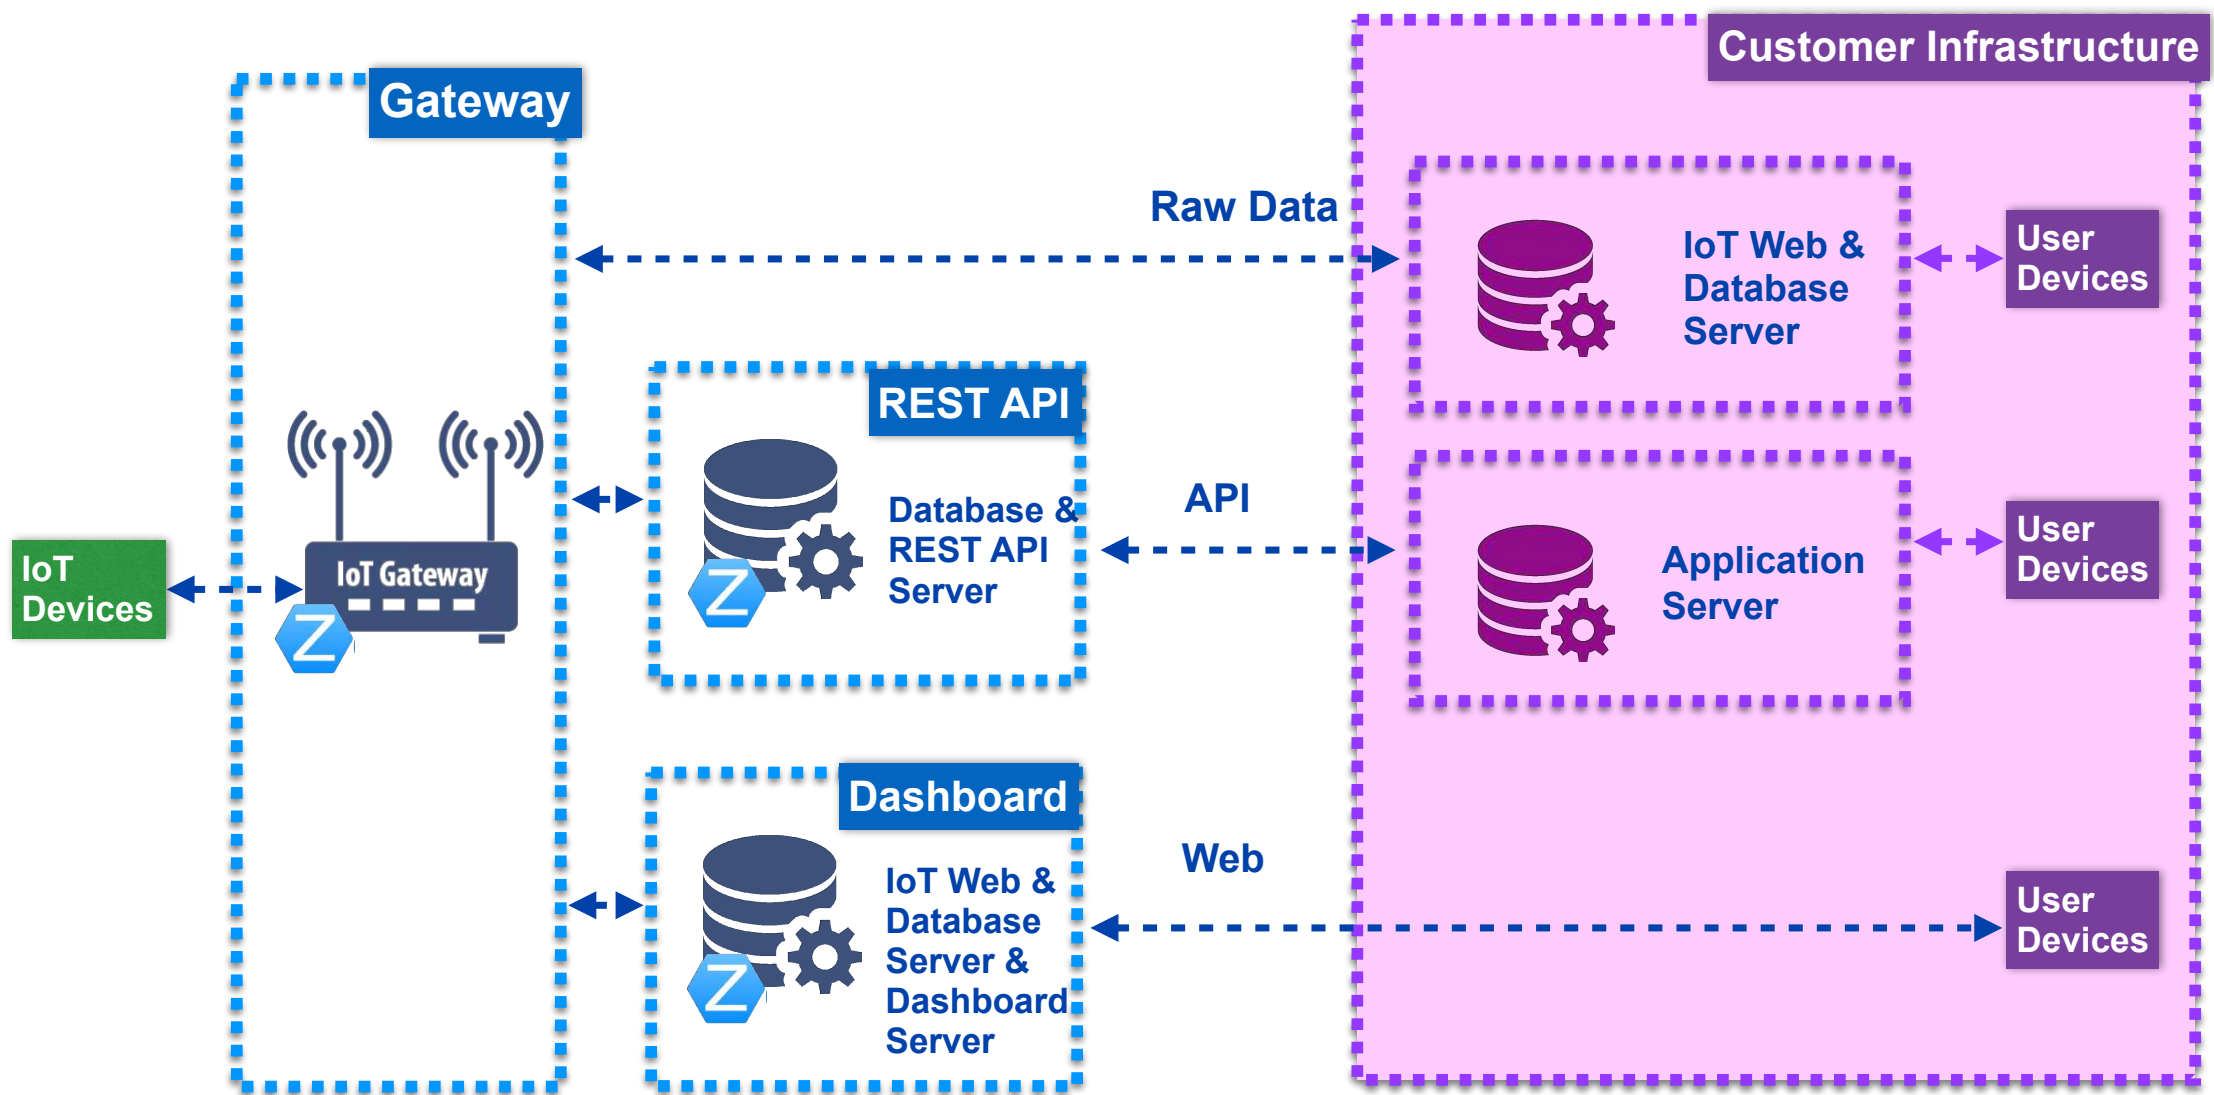 Customer Infrastructure
Gateway
Raw Data
IoT Web &
Database
Server
User
Devices
REST API
Database &
REST API
Server
API
Application
Server
User
Devices
IoT
Devices
IoT Gateway
Z
Z
Dashboard
IoT Web &
Database
Server &
Dashboard
Server
Z
Web
User
Devices